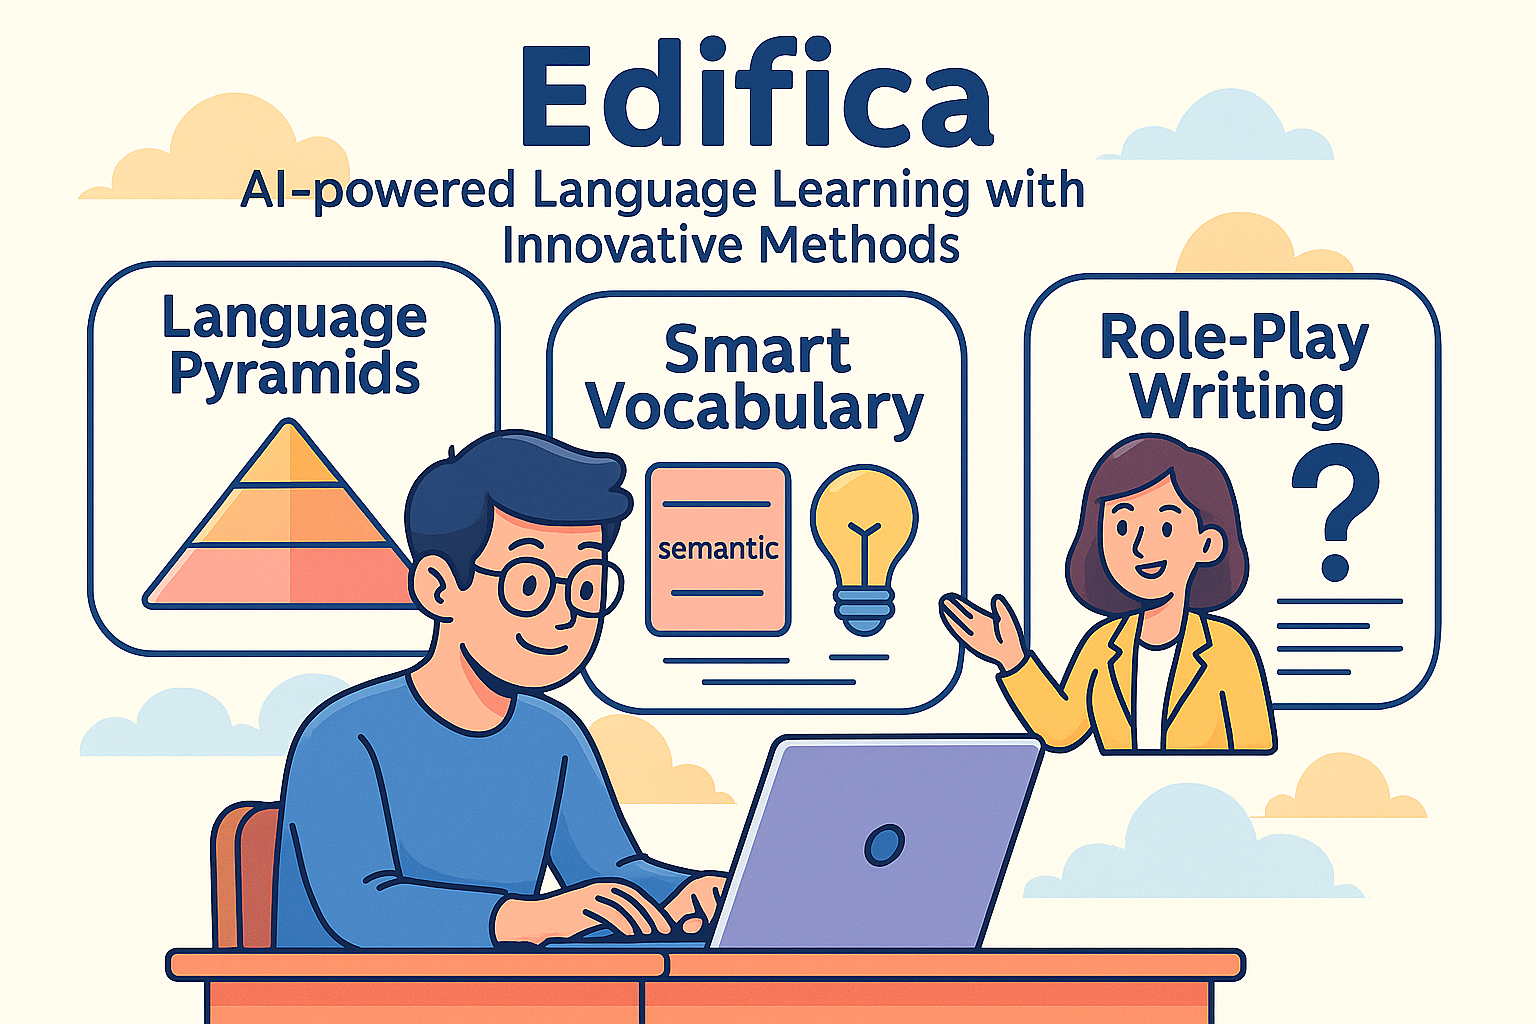 Edifica
AI-powered Language Learning with
Innovative Methods
Language
Pyramids
Smart
Vocabulary
semantic
Role-Play
Writing
?